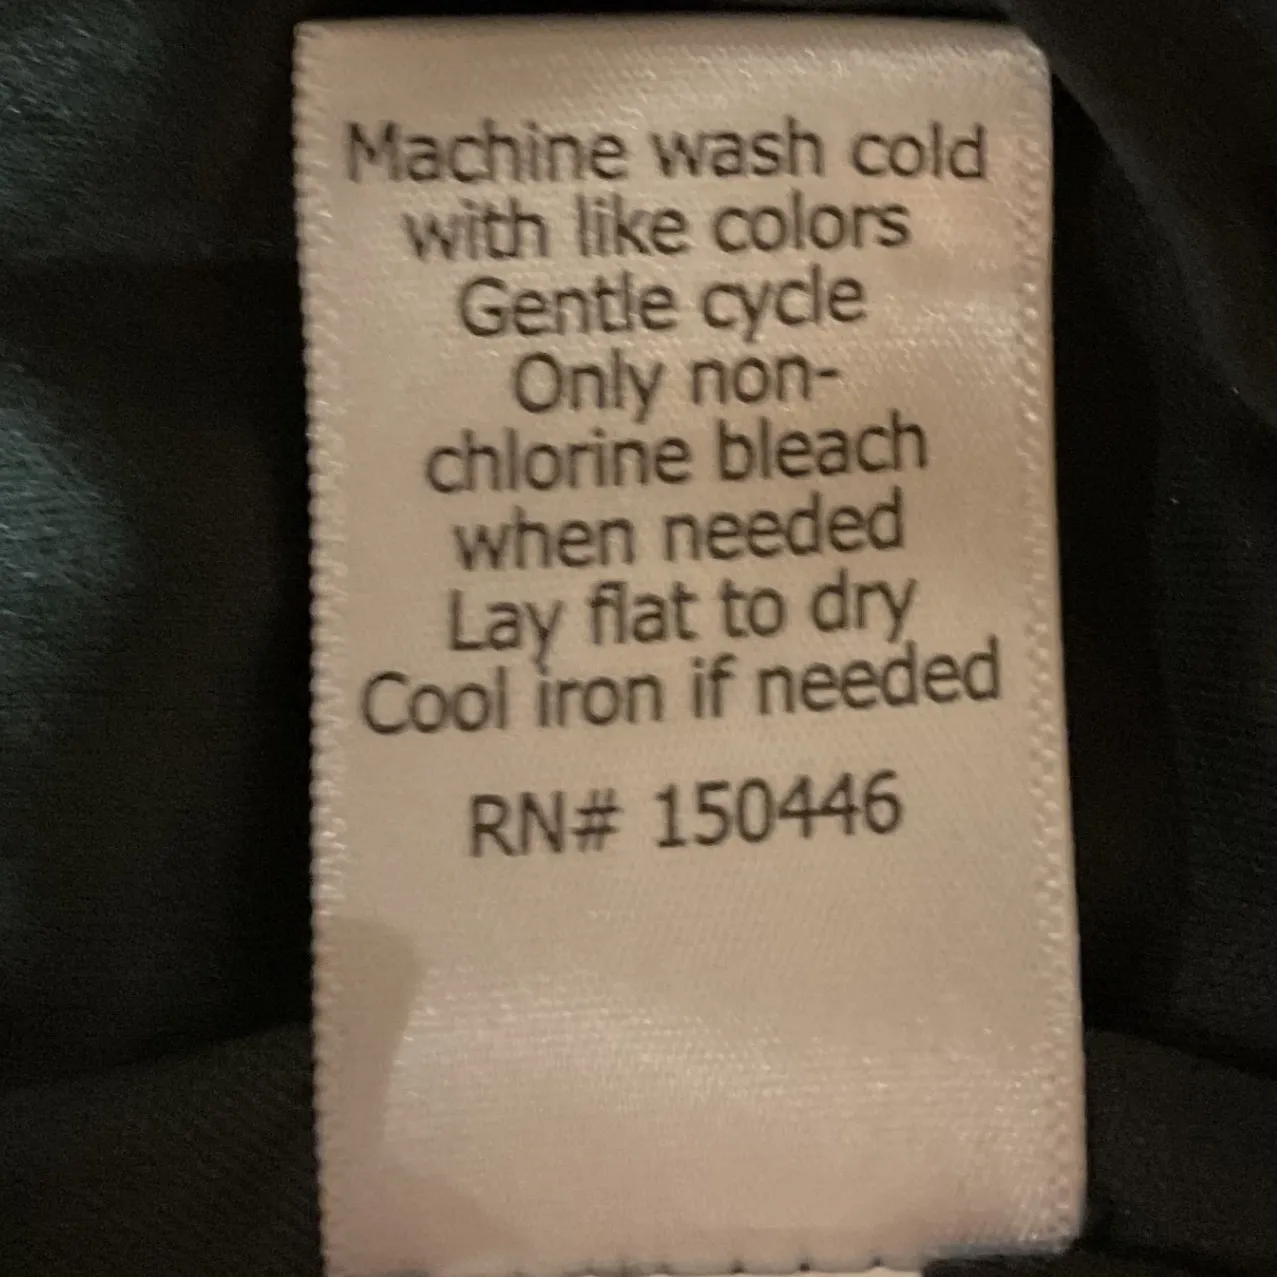 Machine wash cold
with like colors
Gentle cycle
Only non-
chlorine bleach
when needed
Lay flat to dry
Cool iron if needed
RN# 150446